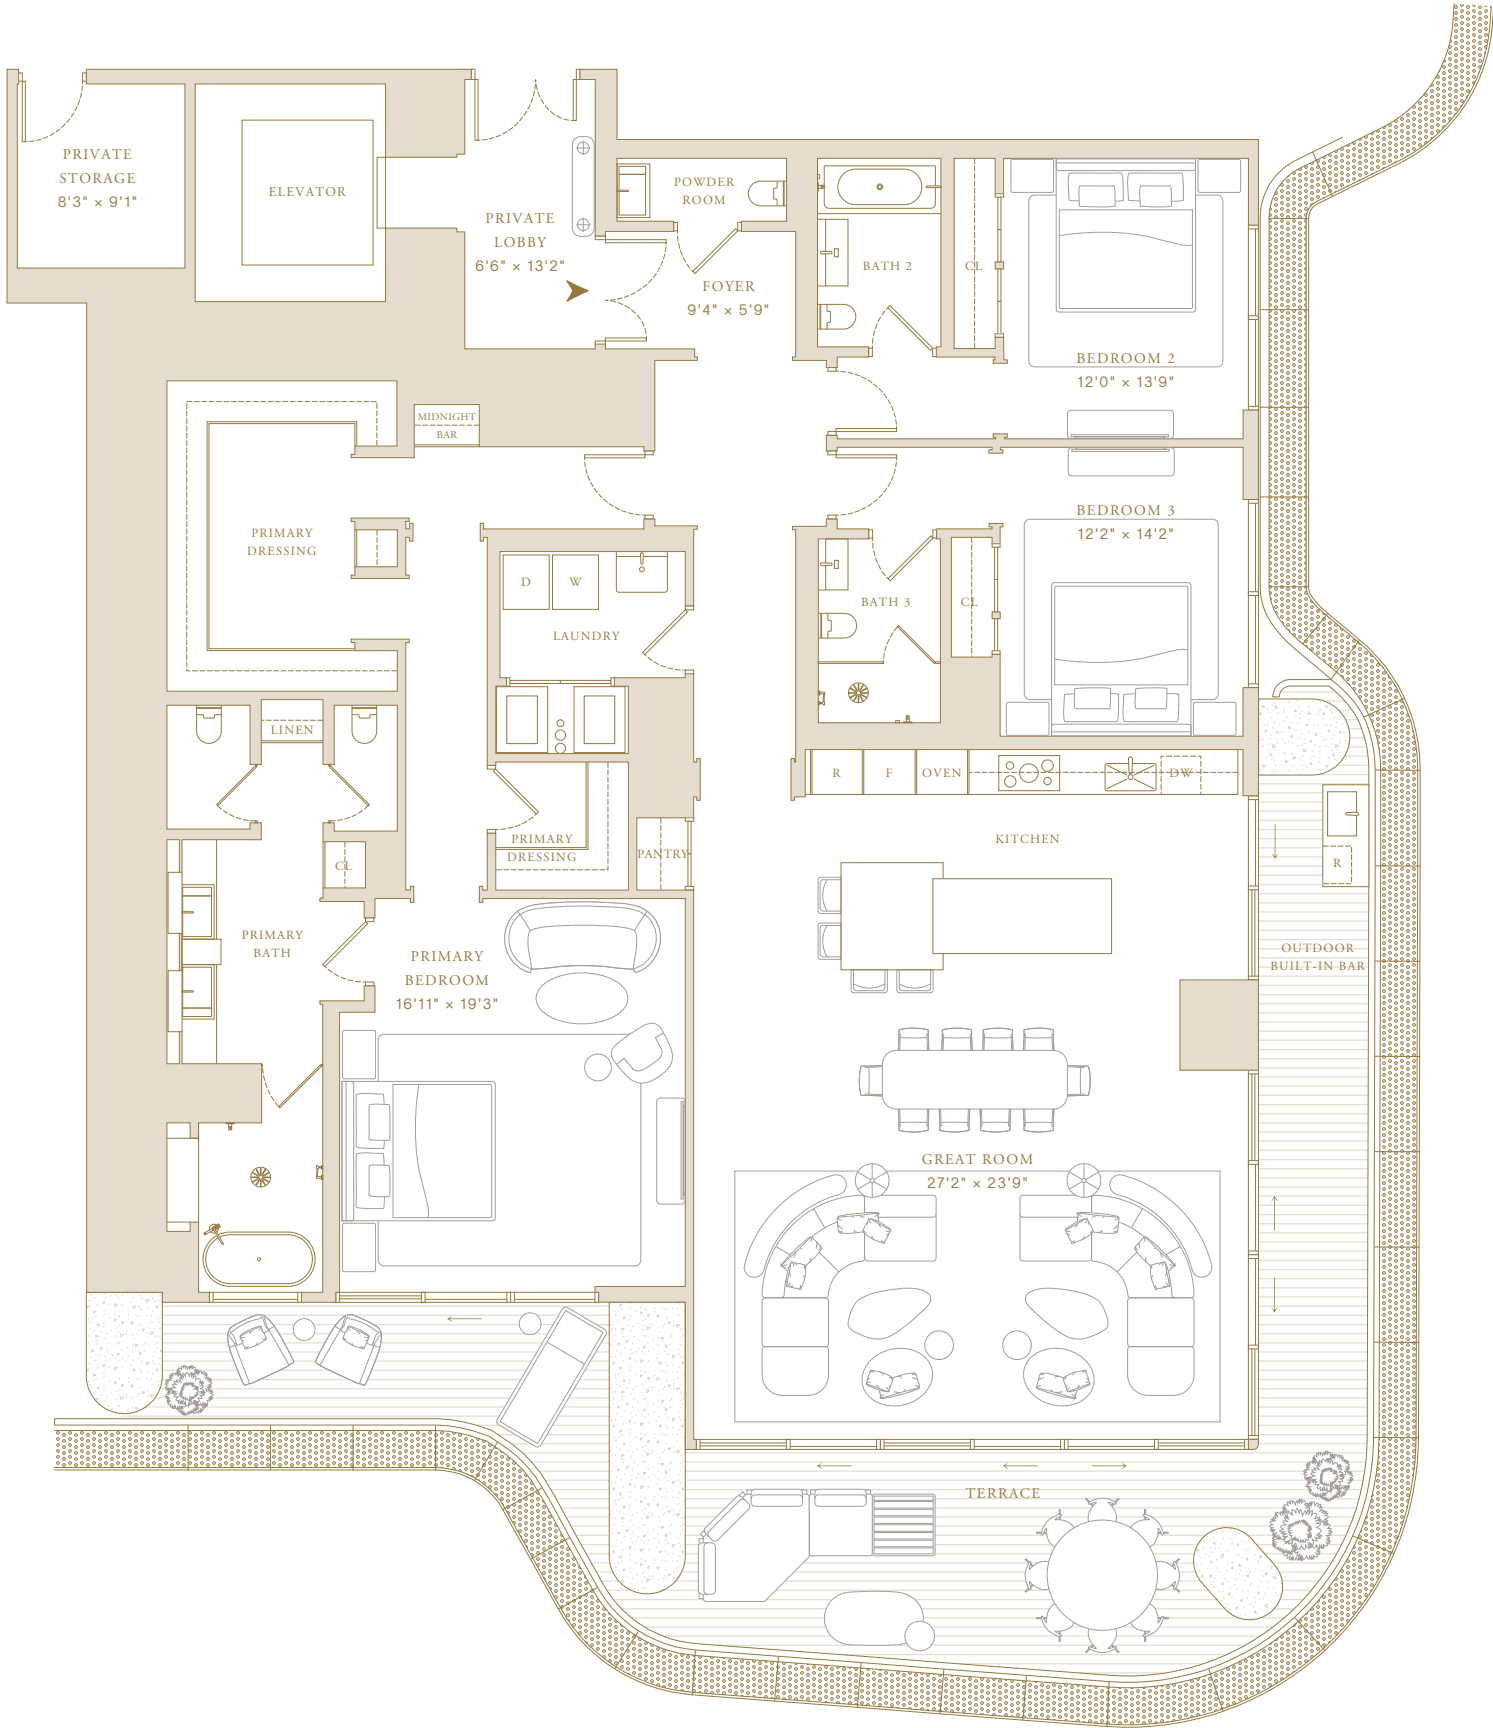 PRIVATE
STORAGE
8'3" × 9'1"
ELEVATOR
PRIVATE
LOBBY
6'6" × 13'2"
POWDER
ROOM
FOYER
9'4" × 5'9"
BATH 2
CL
BEDROOM 2
12'0" × 13'9"
MIDNIGHT
BAR
PRIMARY
DRESSING
BEDROOM 3
12'2" × 14'2"
D
W
LAUNDRY
BATH 3
CL
LINEN
R
F
OVEN
DW
PRIMARY
DRESSING
PANTRY
KITCHEN
CL
R
PRIMARY
BATH
PRIMARY
BEDROOM
16'11" × 19'3"
OUTDOOR
BUILT-IN BAR
GREAT ROOM
27'2" × 23'9"
TERRACE